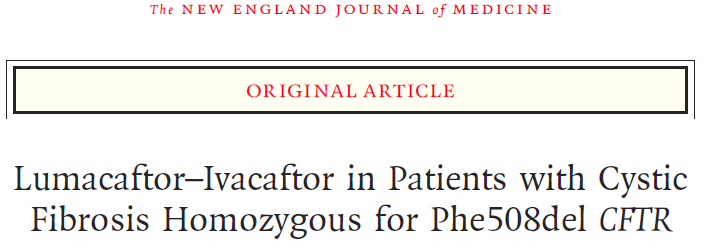 The NEW ENGLAND JOURNAL of MEDICINE
ORIGINAL ARTICLE
Lumacaftor–Ivacaftor in Patients with Cystic
Fibrosis Homozygous for Phe508del CFTR